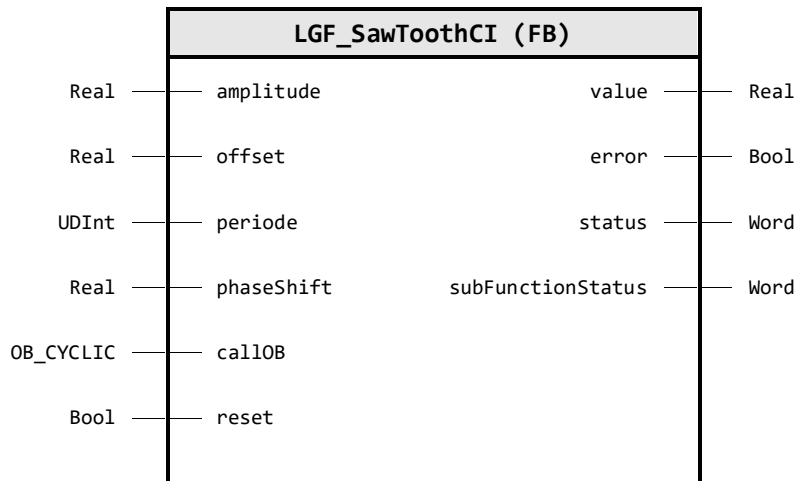 LGF_SawToothCI (FB)
Real amplitude value Real
Real offset error Bool
UDInt periode status Word
Real phaseShift subFunctionStatus Word
OB_CYCLIC callOB
Bool reset